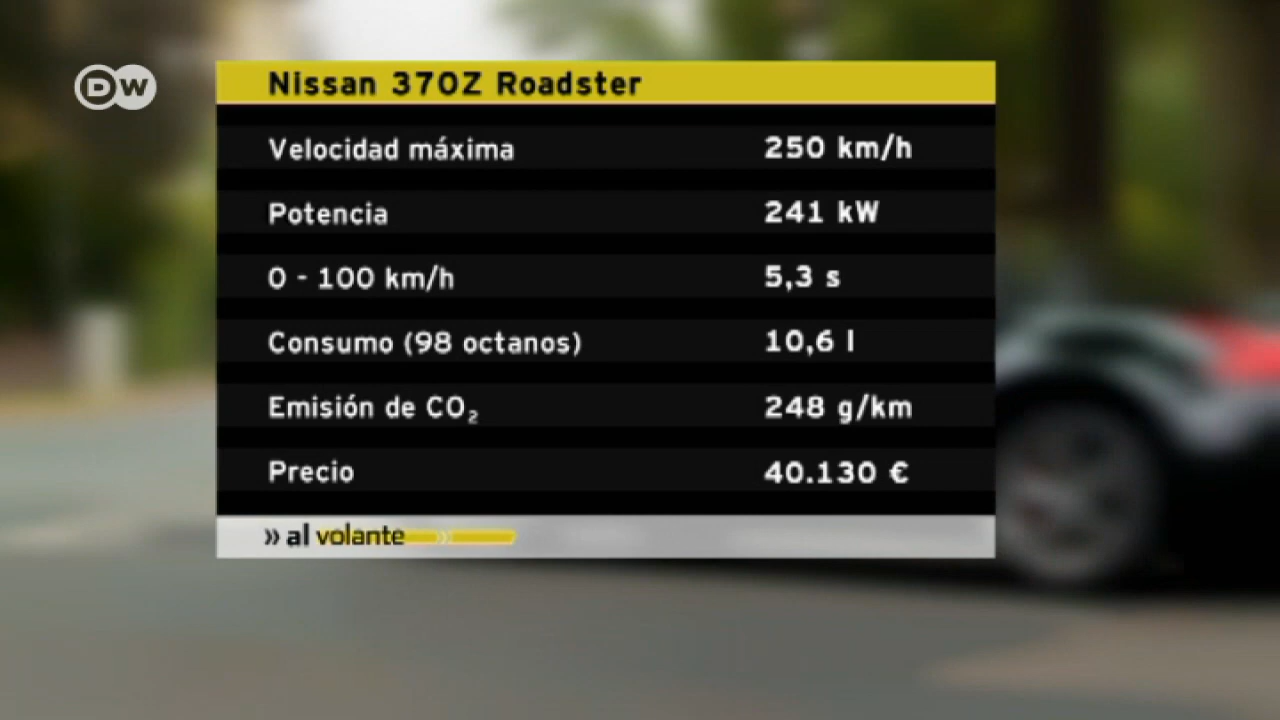 DW
Nissan 370Z Roadster
Velocidad máxima 250 km/h
Potencia 241 kW
0 - 100 km/h 5,3 s
Consumo (98 octanos) 10,6 l
Emisión de CO₂ 248 g/km
Precio 40.130 €
» al volante »